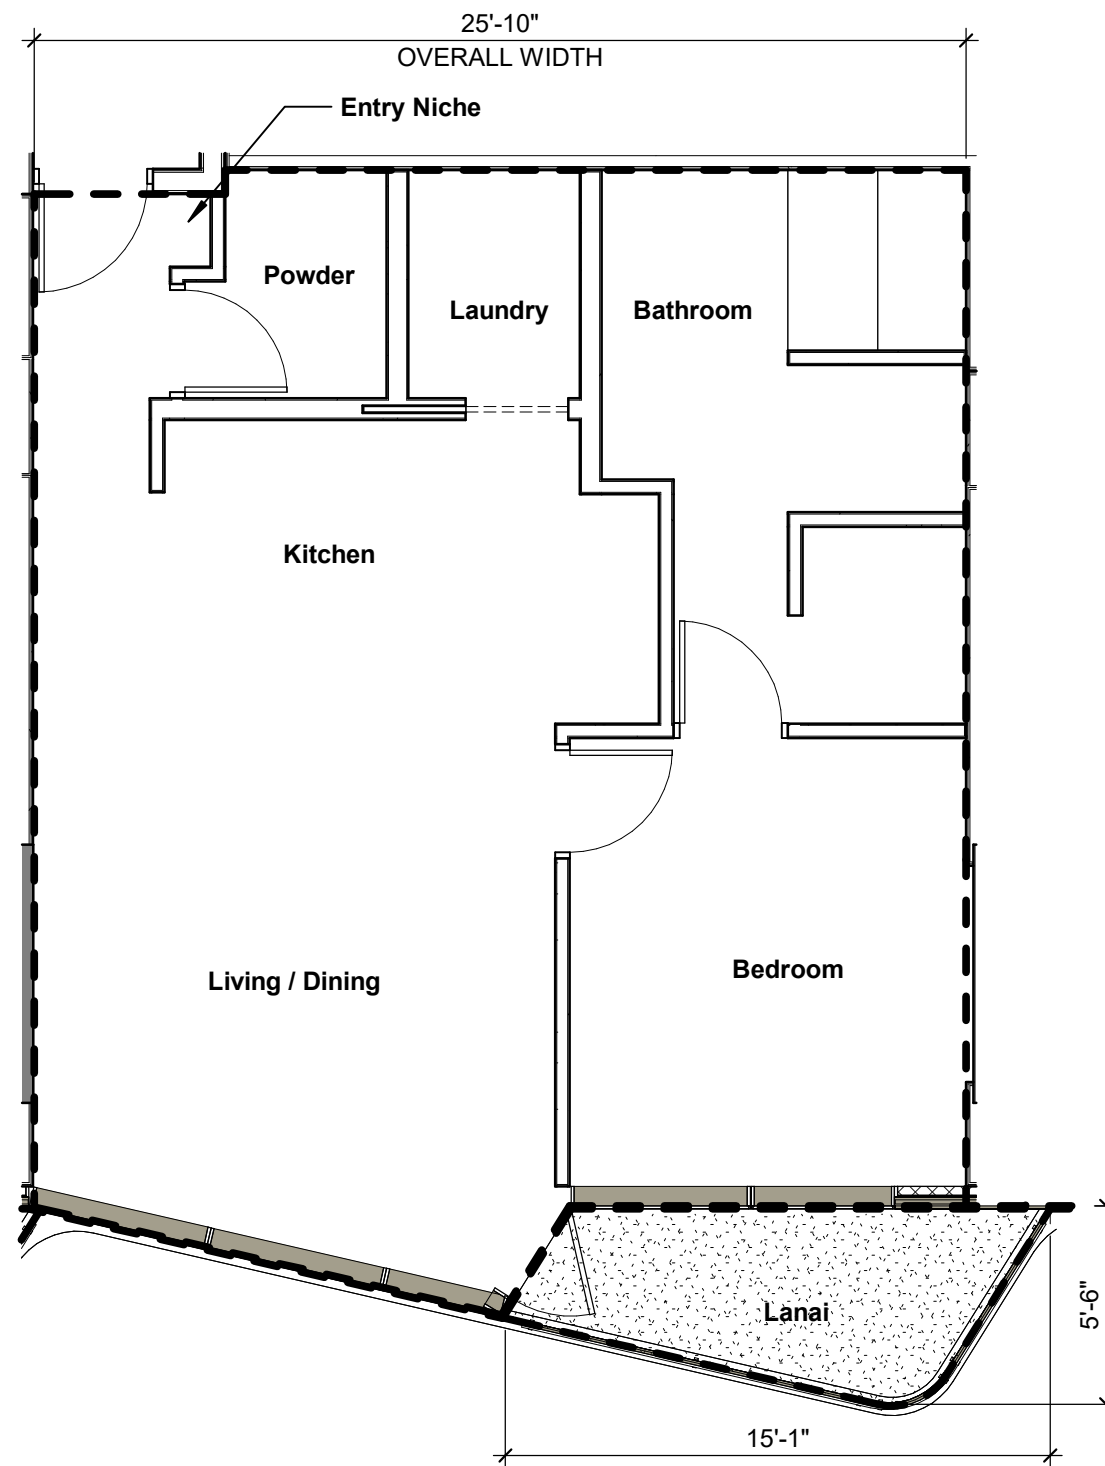 25'-10"
OVERALL WIDTH
Entry Niche
Powder
Laundry
Bathroom
Kitchen
Living / Dining
Bedroom
Lanai
5'-6"
15'-1"